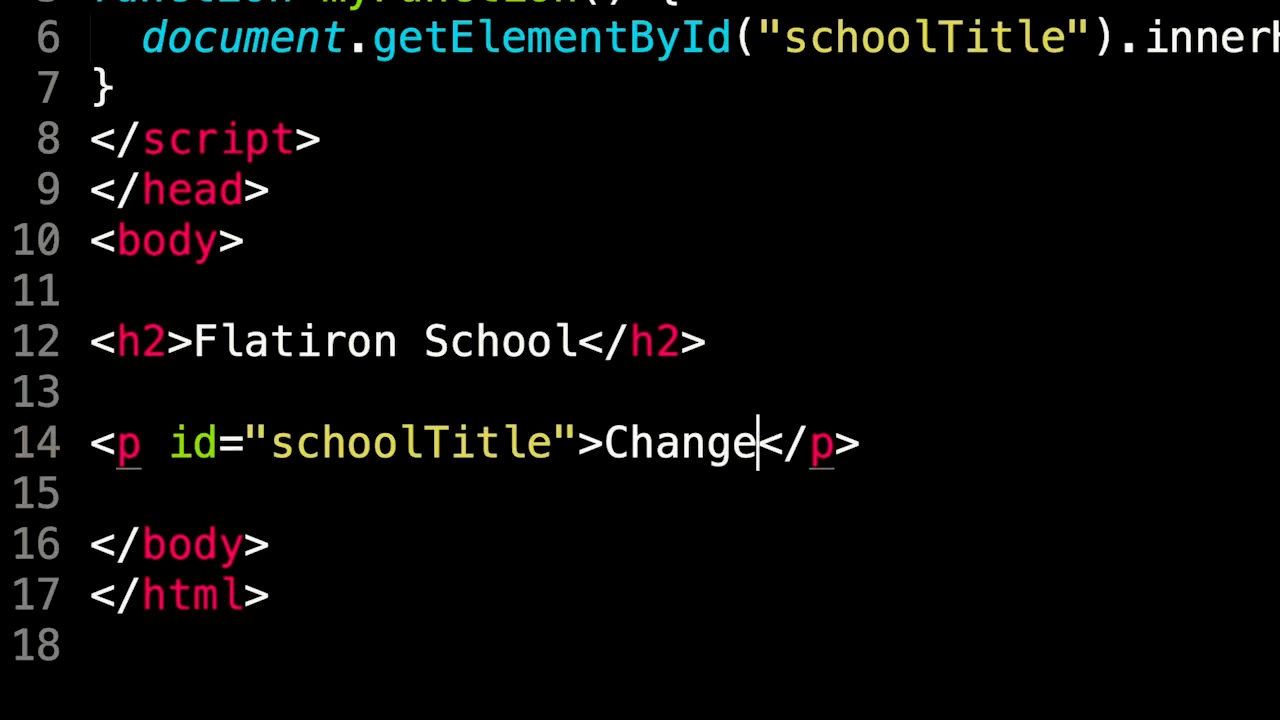 6 document.getElementById("schoolTitle").inner
7 }
8 </script>
9 </head>
10 <body>
11
12 <h2>Flatiron School</h2>
13
14 <p id="schoolTitle">Change</p>
15
16 </body>
17 </html>
18